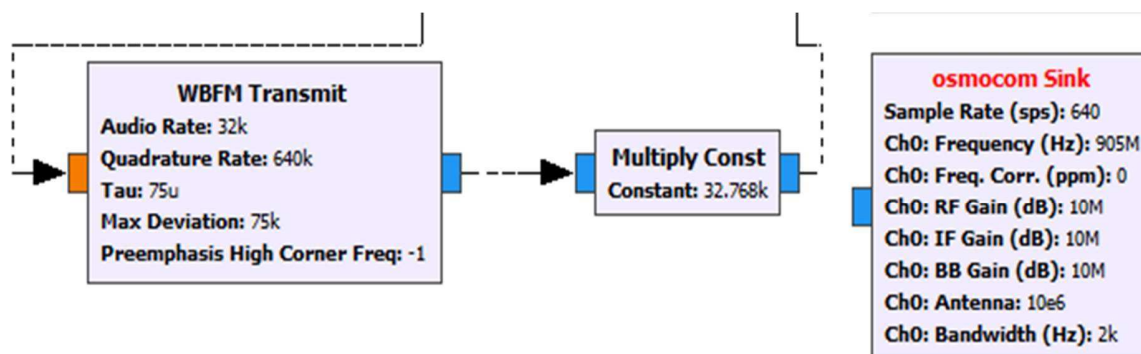 WBFM Transmit
Audio Rate: 32k
Quadrature Rate: 640k
Tau: 75u
Max Deviation: 75k
Preemphasis High Corner Freq: -1
Multiply Const
Constant: 32.768k
osmocom Sink
Sample Rate (sps): 640
Ch0: Frequency (Hz): 905M
Ch0: Freq. Corr. (ppm): 0
Ch0: RF Gain (dB): 10M
Ch0: IF Gain (dB): 10M
Ch0: BB Gain (dB): 10M
Ch0: Antenna: 10e6
Ch0: Bandwidth (Hz): 2k